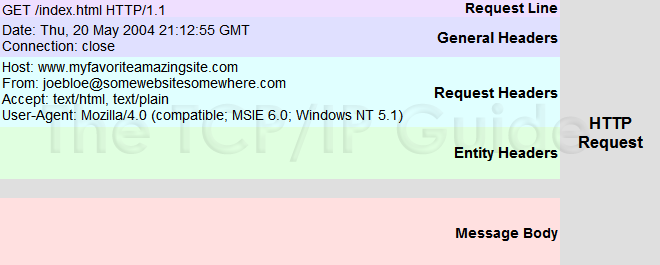 GET /index.html HTTP/1.1
Request Line
Date: Thu, 20 May 2004 21:12:55 GMT
Connection: close
General Headers
Host: www.myfavoriteamazingsite.com
From: joebloe@somewebsitesomewhere.com
Accept: text/html, text/plain
User-Agent: Mozilla/4.0 (compatible; MSIE 6.0; Windows NT 5.1)
Request Headers
The TCP/IP Guide
Entity Headers
Message Body
HTTP
Request